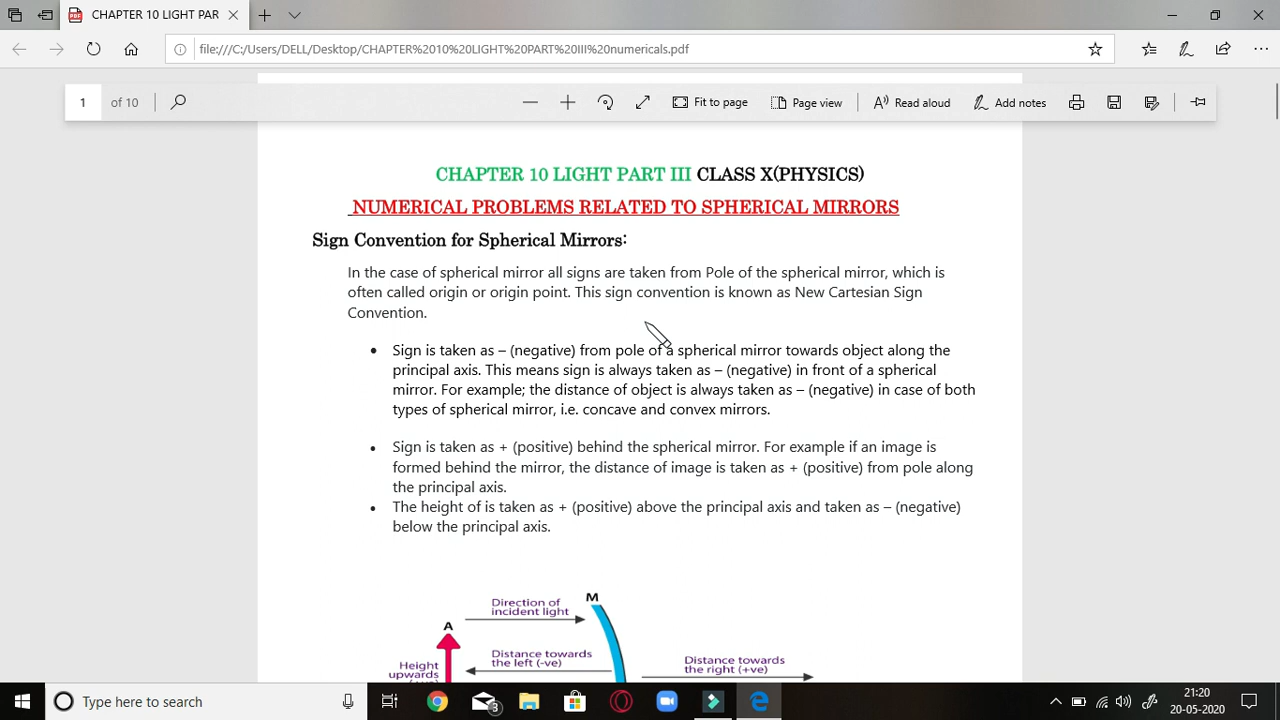 CHAPTER 10 LIGHT PAR
file:///C:/Users/DELL/Desktop/CHAPTER%2010%20LIGHT%20PART%20III%20numericals.pdf
1 of 10
Fit to page
Page view
Read aloud
Add notes
CHAPTER 10 LIGHT PART III CLASS X(PHYSICS)
NUMERICAL PROBLEMS RELATED TO SPHERICAL MIRRORS
Sign Convention for Spherical Mirrors:
In the case of spherical mirror all signs are taken from Pole of the spherical mirror, which is
often called origin or origin point. This sign convention is known as New Cartesian Sign
Convention.
• Sign is taken as – (negative) from pole of a spherical mirror towards object along the
principal axis. This means sign is always taken as – (negative) in front of a spherical
mirror. For example; the distance of object is always taken as – (negative) in case of both
types of spherical mirror, i.e. concave and convex mirrors.
• Sign is taken as + (positive) behind the spherical mirror. For example if an image is
formed behind the mirror, the distance of image is taken as + (positive) from pole along
the principal axis.
• The height of is taken as + (positive) above the principal axis and taken as – (negative)
below the principal axis.
Direction of
incident light
M
A
Distance towards
the left (-ve)
Distance towards
the right (+ve)
Height
upwards
Type here to search
3
21:20
20-05-2020